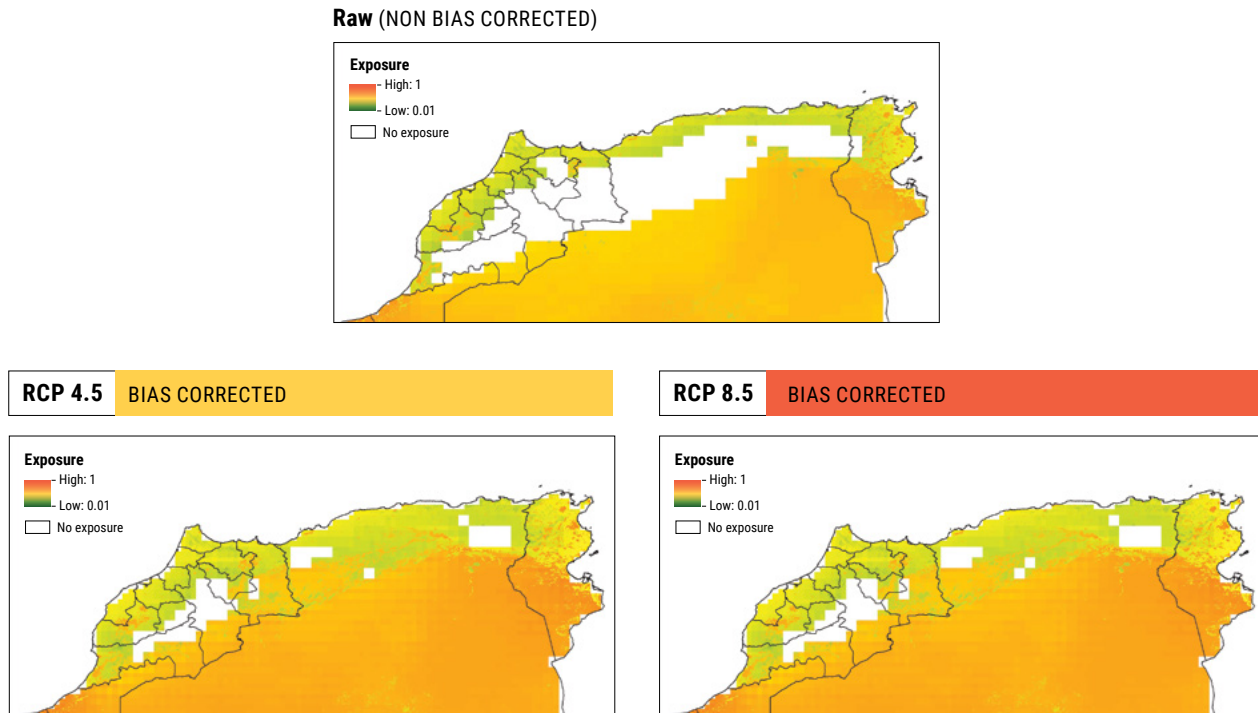 Raw (NON BIAS CORRECTED)
Exposure
High: 1
Low: 0.01
No exposure
RCP 4.5 BIAS CORRECTED
Exposure
High: 1
Low: 0.01
No exposure
RCP 8.5 BIAS CORRECTED
Exposure
High: 1
Low: 0.01
No exposure